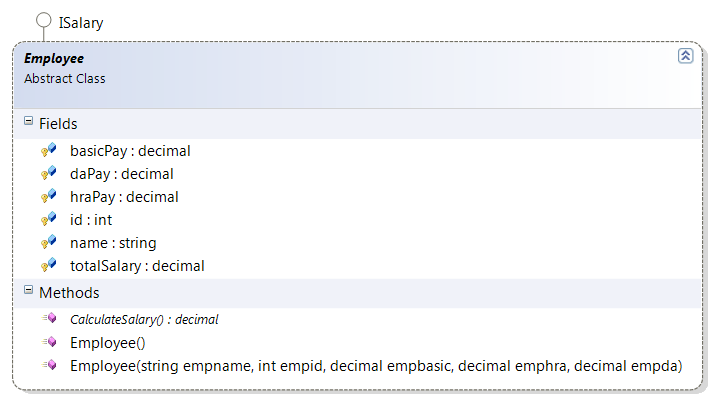 ISalary
Employee
Abstract Class
Fields
basicPay : decimal
daPay : decimal
hraPay : decimal
id : int
name : string
totalSalary : decimal
Methods
CalculateSalary() : decimal
Employee()
Employee(string empname, int empid, decimal empbasic, decimal emphra, decimal empda)